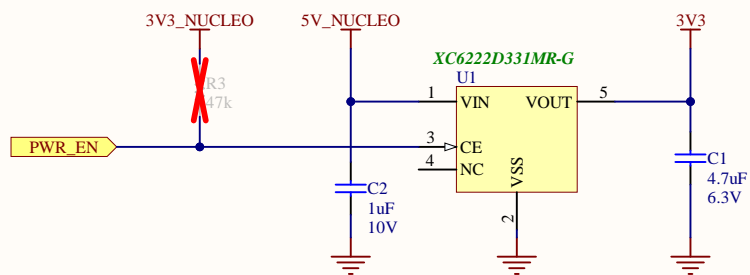 3V3_NUCLEO
5V_NUCLEO
3V3
XC6222D331MR-G
U1
R3
47k
1
VIN
VOUT
5
PWR_EN
3
CE
4
NC
VSS
2
C2
1uF
10V
C1
4.7uF
6.3V